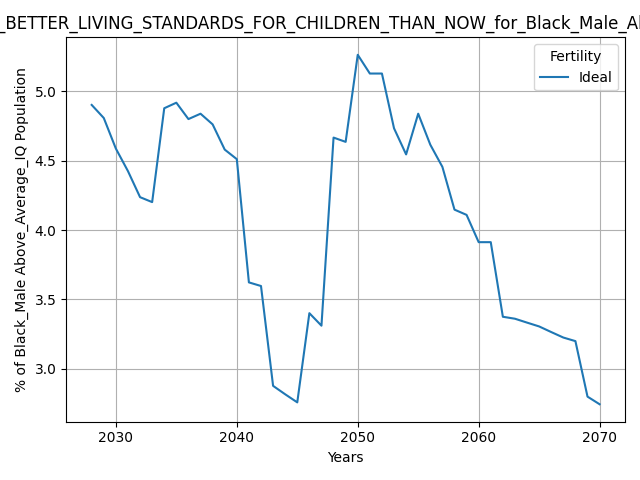 _BETTER_LIVING_STANDARDS_FOR_CHILDREN_THAN_NOW_for_Black_Male_A
Fertility
Ideal
% of Black_Male Above_Average_IQ Population
5.0
4.5
4.0
3.5
3.0
2030 2040 2050 2060 2070
Years